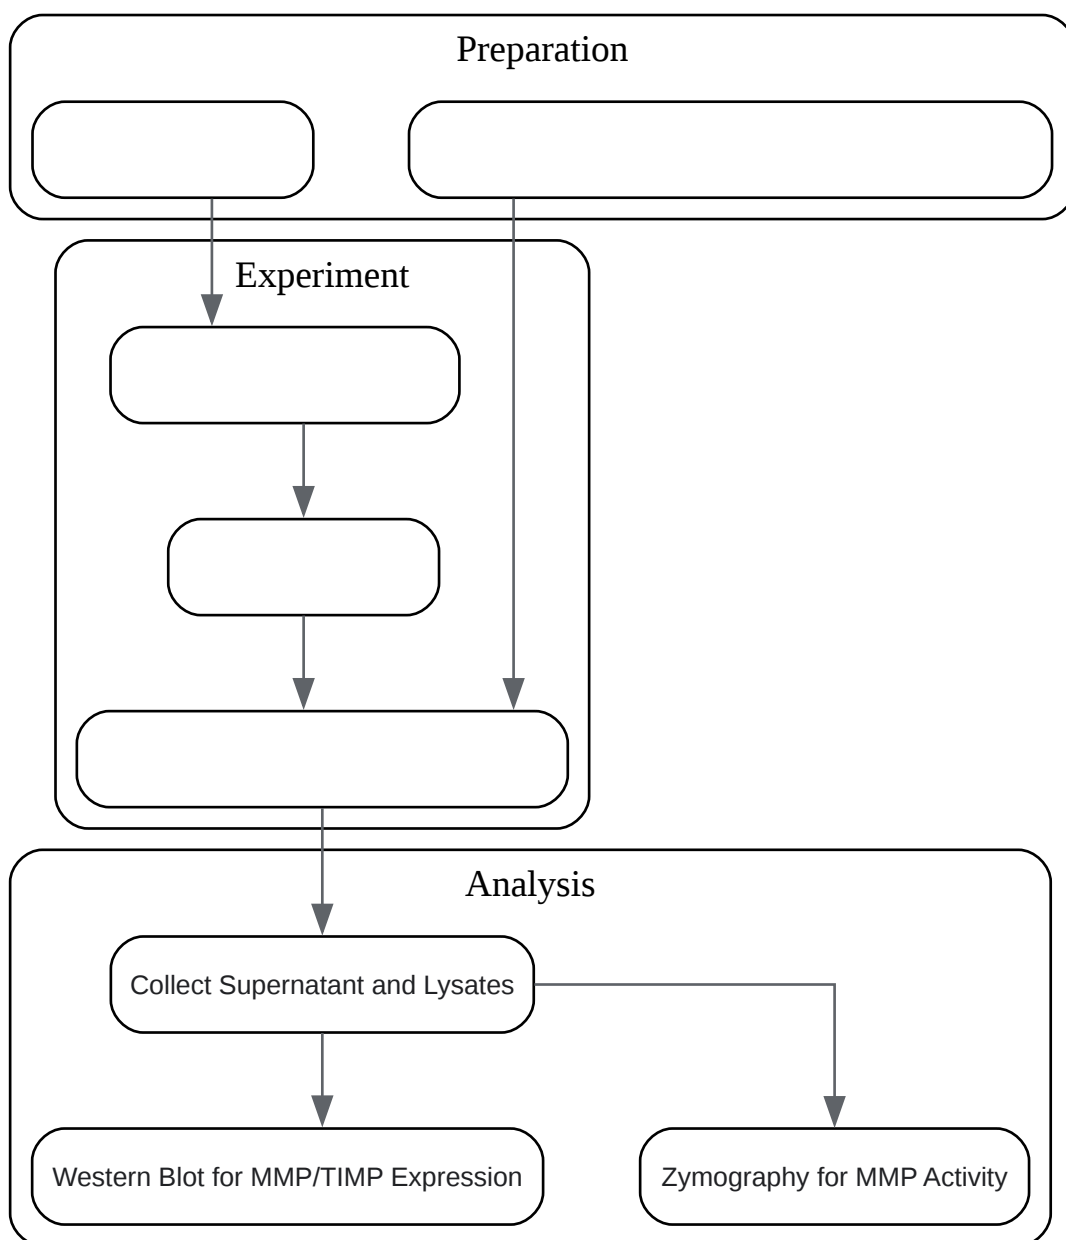 Preparation
Experiment
Analysis
Collect Supernatant and Lysates
Western Blot for MMP/TIMP Expression
Zymography for MMP Activity